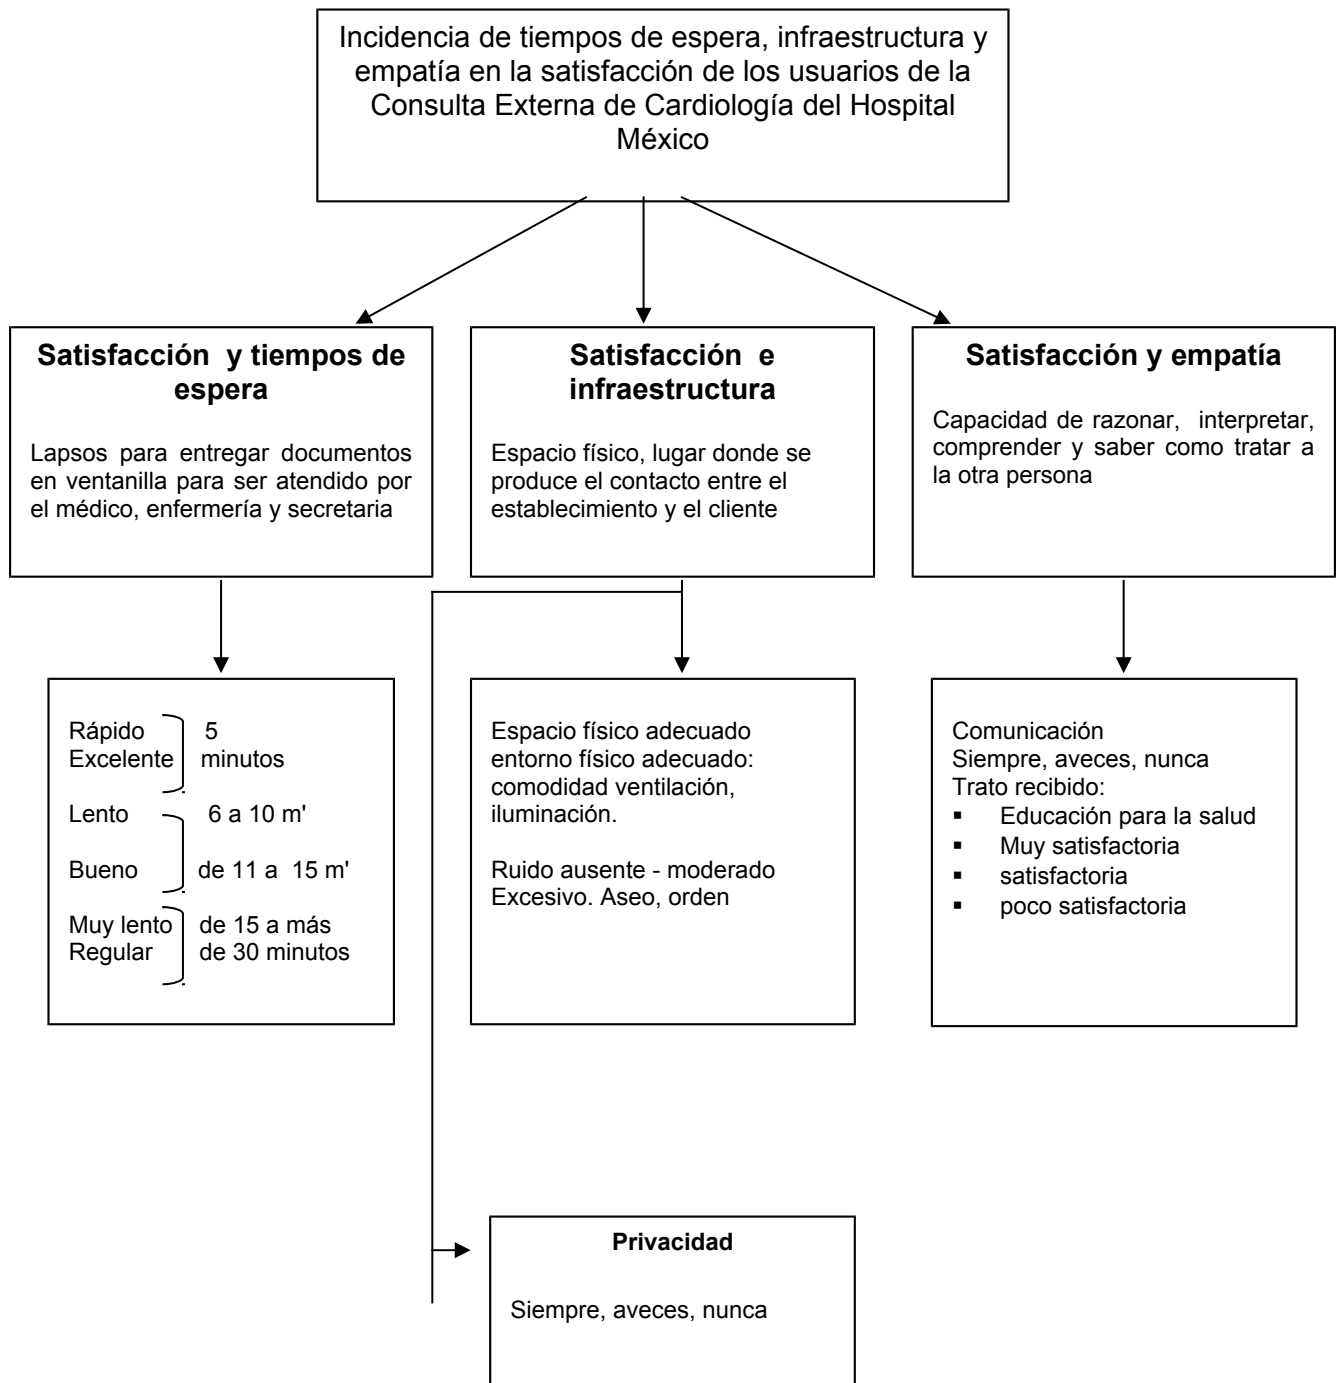 Incidencia de tiempos de espera, infraestructura y
empatía en la satisfacción de los usuarios de la
Consulta Externa de Cardiología del Hospital
México
Satisfacción y tiempos de
espera
Lapsos para entregar documentos
en ventanilla para ser atendido por
el médico, enfermería y secretaria
Satisfacción e
infraestructura
Espacio físico, lugar donde se
produce el contacto entre el
establecimiento y el cliente
Satisfacción y empatía
Capacidad de razonar, interpretar,
comprender y saber como tratar a
la otra persona
Rápido 5
Excelente minutos
Lento 6 a 10 m'
Bueno de 11 a 15 m'
Muy lento de 15 a más
Regular de 30 minutos
Espacio físico adecuado
entorno físico adecuado:
comodidad ventilación,
iluminación.
Ruido ausente - moderado
Excesivo. Aseo, orden
Comunicación
Siempre, aveces, nunca
Trato recibido:
▪ Educación para la salud
▪ Muy satisfactoria
▪ satisfactoria
▪ poco satisfactoria
Privacidad
Siempre, aveces, nunca